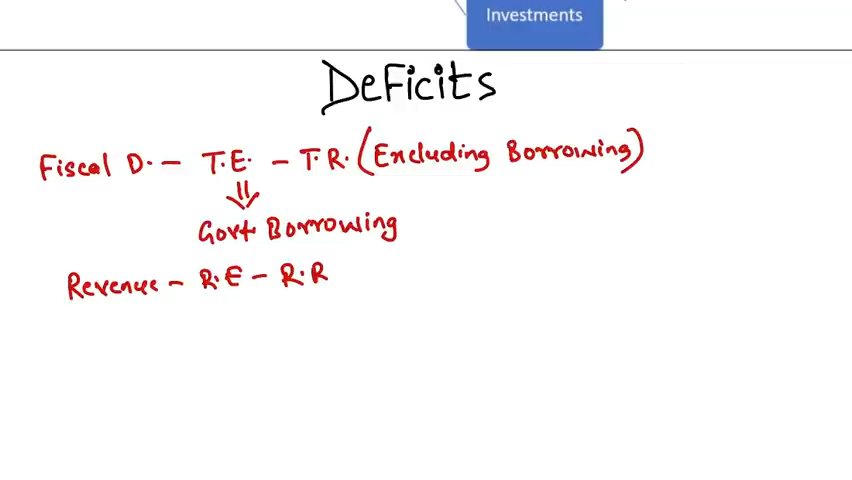 Investments
Deficits
Fiscal D. - T.E. - T.R. (Excluding Borrowing)
Govt Borrowing
Revenue - R.E - R.R